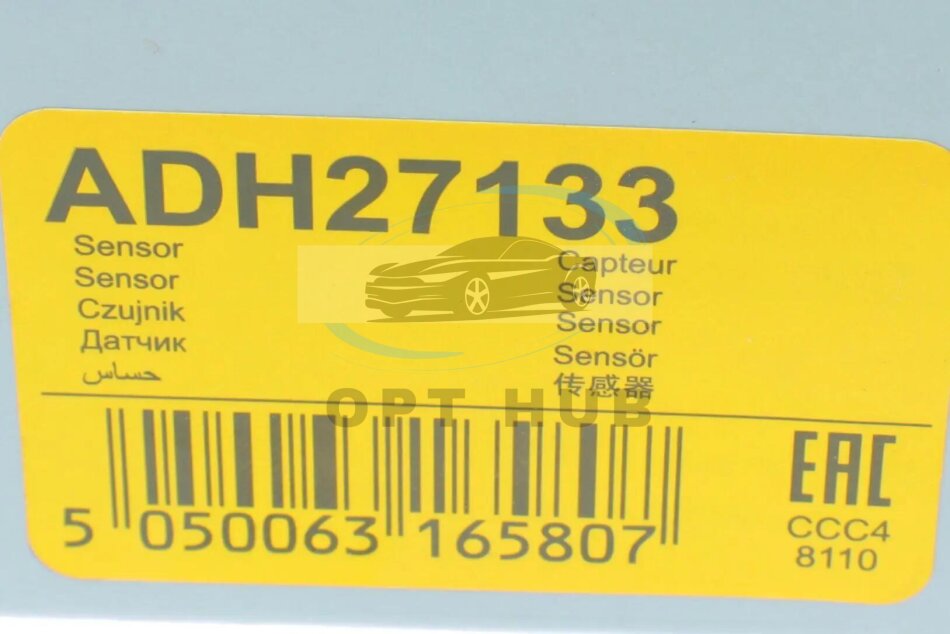 ADH27133
Sensor
Sensor
Czujnik
Датчик
حساس
Capteur
Sensor
Sensor
Sensör
传感器
OPT HUB
5 050063 165807
EAC
CCC4
8110